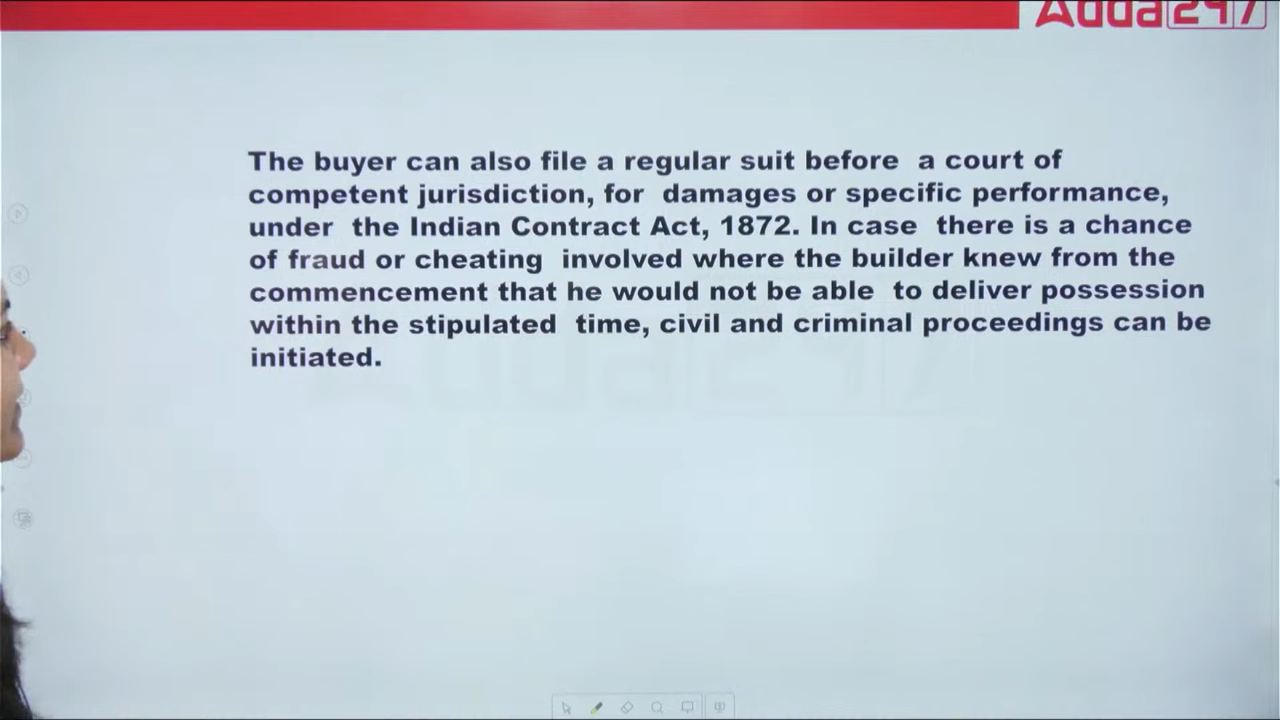 Adda247
The buyer can also file a regular suit before a court of
competent jurisdiction, for damages or specific performance,
under the Indian Contract Act, 1872. In case there is a chance
of fraud or cheating involved where the builder knew from the
commencement that he would not be able to deliver possession
within the stipulated time, civil and criminal proceedings can be
initiated.